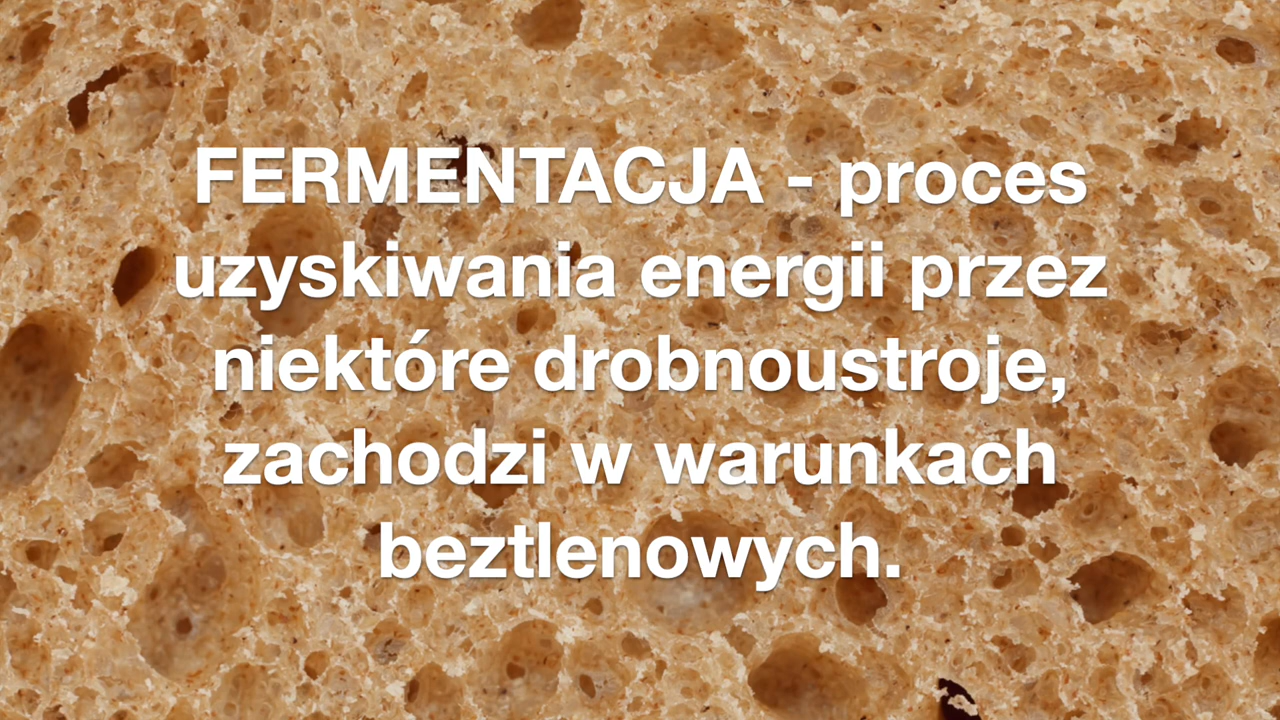 FERMENTACJA - proces
uzyskiwania energii przez
niektóre drobnoustroje,
zachodzi w warunkach
beztlenowych.